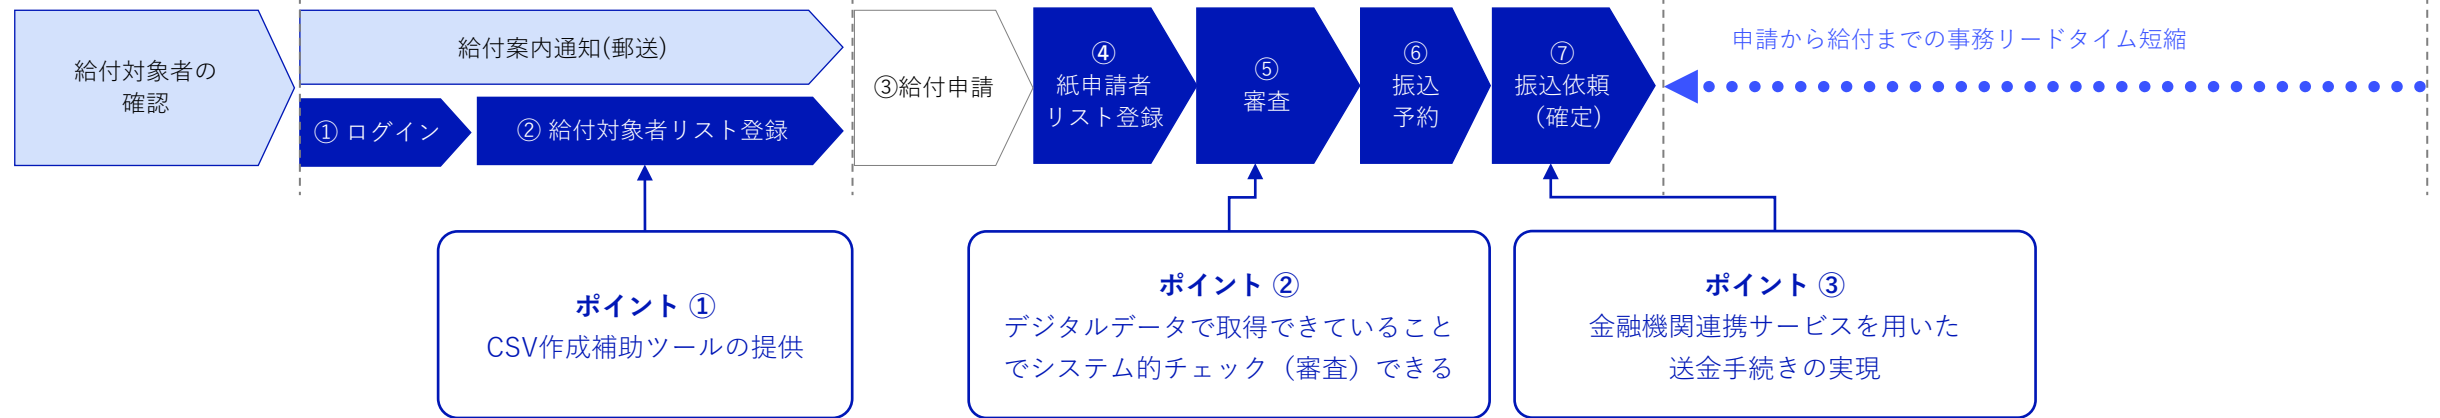 給付対象者の
確認
給付案内通知(郵送)
① ログイン
② 給付対象者リスト登録
③給付申請
④
紙申請者
リスト登録
⑤
審査
⑥
振込
予約
⑦
振込依頼
（確定）
申請から給付までの事務リードタイム短縮
ポイント ①
CSV作成補助ツールの提供
ポイント ②
デジタルデータで取得できていること
でシステム的チェック（審査）できる
ポイント ③
金融機関連携サービスを用いた
送金手続きの実現